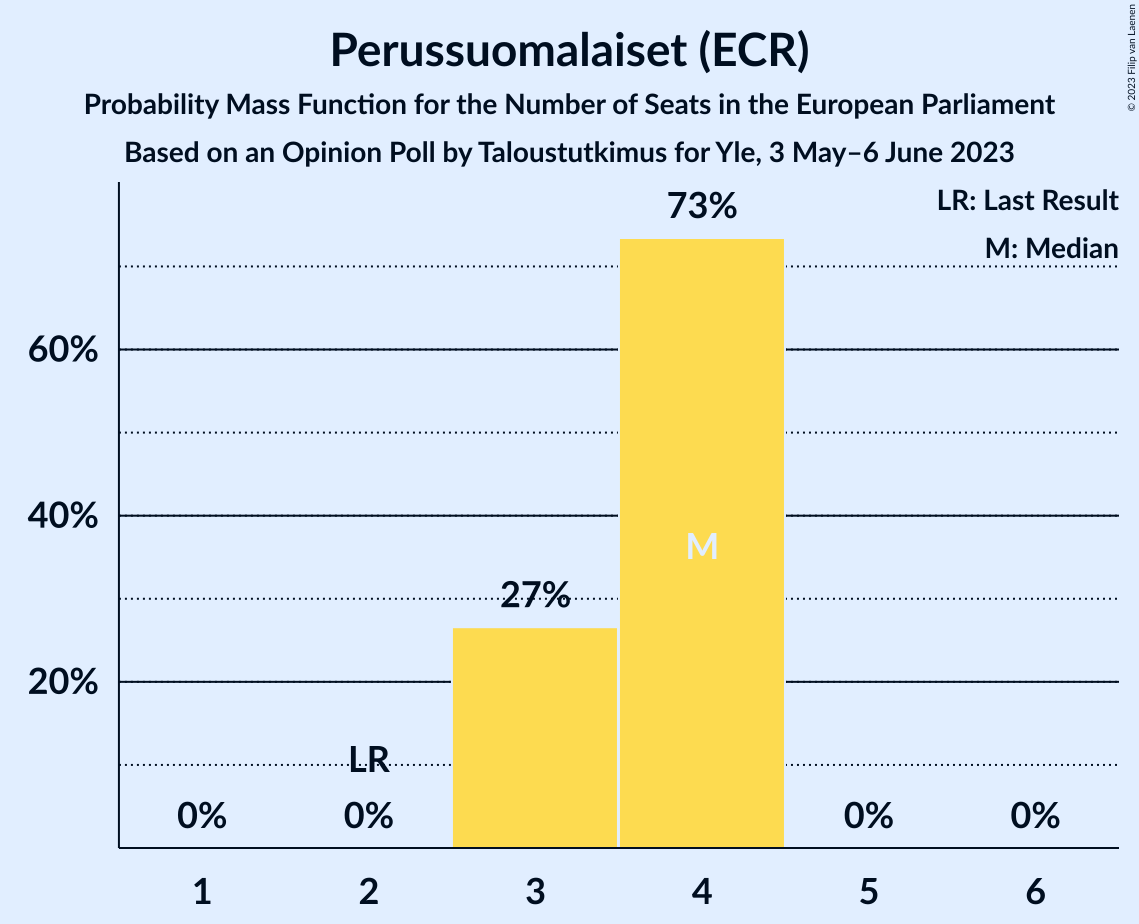 Perussuomalaiset (ECR)
Probability Mass Function for the Number of Seats in the European Parliament
Based on an Opinion Poll by Taloustutkimus for Yle, 3 May–6 June 2023
© 2023 Filip van Laenen
LR: Last Result
M: Median
73%
60%
40%
M
27%
20%
LR
0%
0%
0%
0%
1
2
3
4
5
6